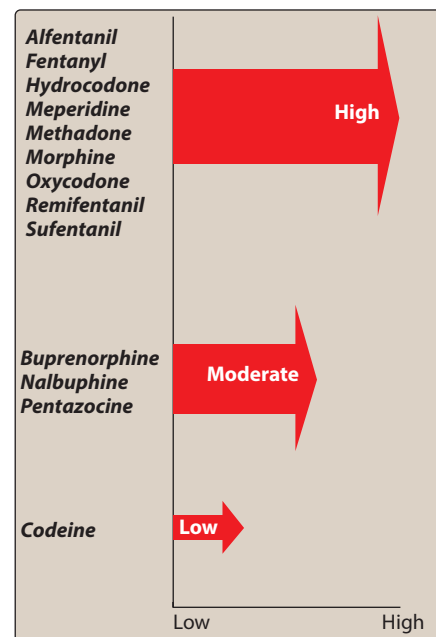 Alfentanil
Fentanyl
Hydrocodone
Meperidine
Methadone
Morphine
Oxycodone
Remifentanil
Sufentanil
High
Buprenorphine
Nalbuphine
Pentazocine
Moderate
Codeine
Low
Low High